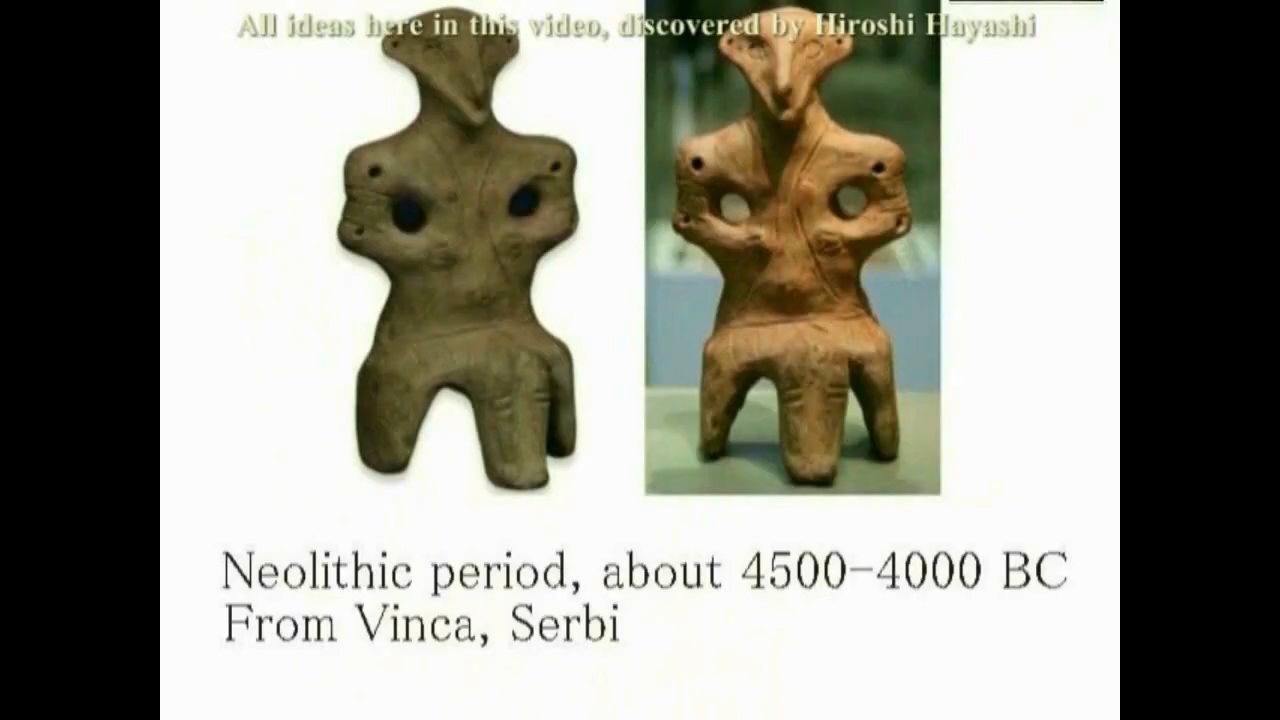 All ideas here in this video, discovered by Hiroshi Hayashi
Neolithic period, about 4500-4000 BC
From Vinca, Serbi